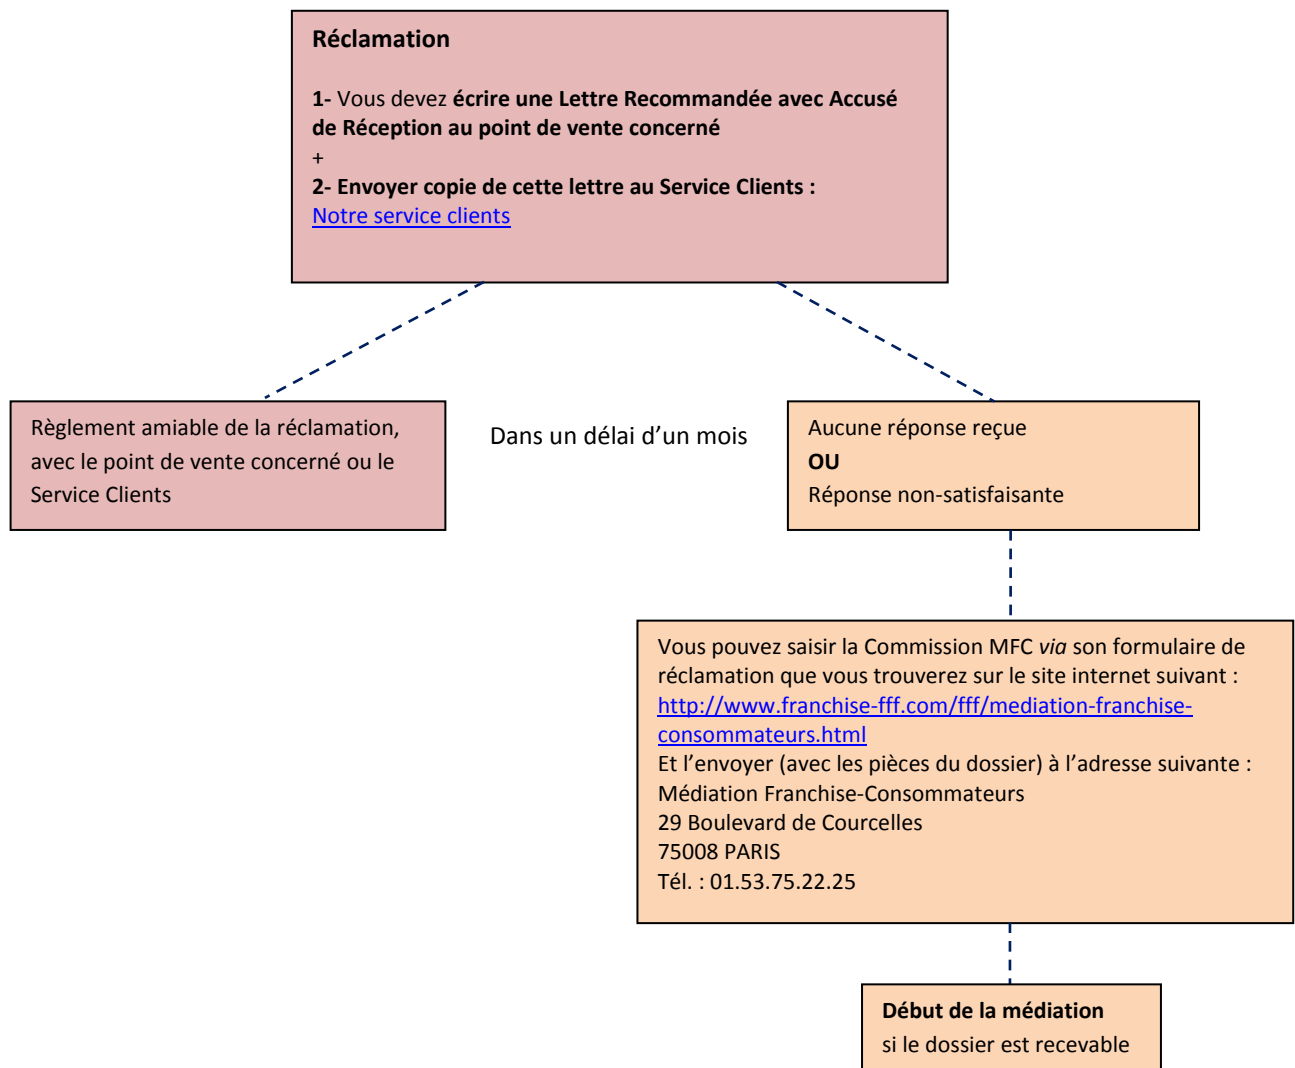 Réclamation
1- Vous devez écrire une Lettre Recommandée avec Accusé
de Réception au point de vente concerné
+
2- Envoyer copie de cette lettre au Service Clients :
Notre service clients
Règlement amiable de la réclamation,
avec le point de vente concerné ou le
Service Clients
Dans un délai d’un mois
Aucune réponse reçue
OU
Réponse non-satisfaisante
Vous pouvez saisir la Commission MFC via son formulaire de
réclamation que vous trouverez sur le site internet suivant :
http://www.franchise-fff.com/fff/mediation-franchise-
consommateurs.html
Et l’envoyer (avec les pièces du dossier) à l’adresse suivante :
Médiation Franchise-Consommateurs
29 Boulevard de Courcelles
75008 PARIS
Tél. : 01.53.75.22.25
Début de la médiation
si le dossier est recevable